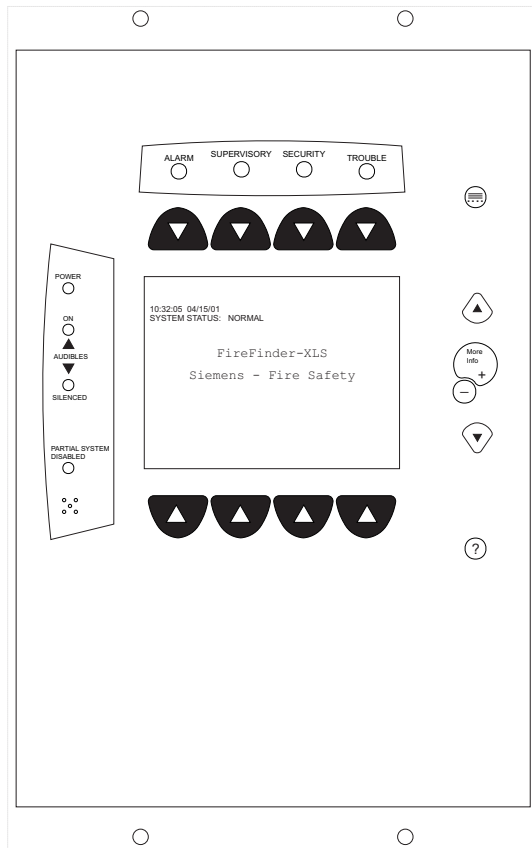 ALARM SUPERVISORY SECURITY TROUBLE
POWER
ON
AUDIBLES
SILENCED
PARTIAL SYSTEM
DISABLED
10:32:05 04/15/01
SYSTEM STATUS: NORMAL
FireFinder-XLS
Siemens - Fire Safety
More
Info
+
–
?